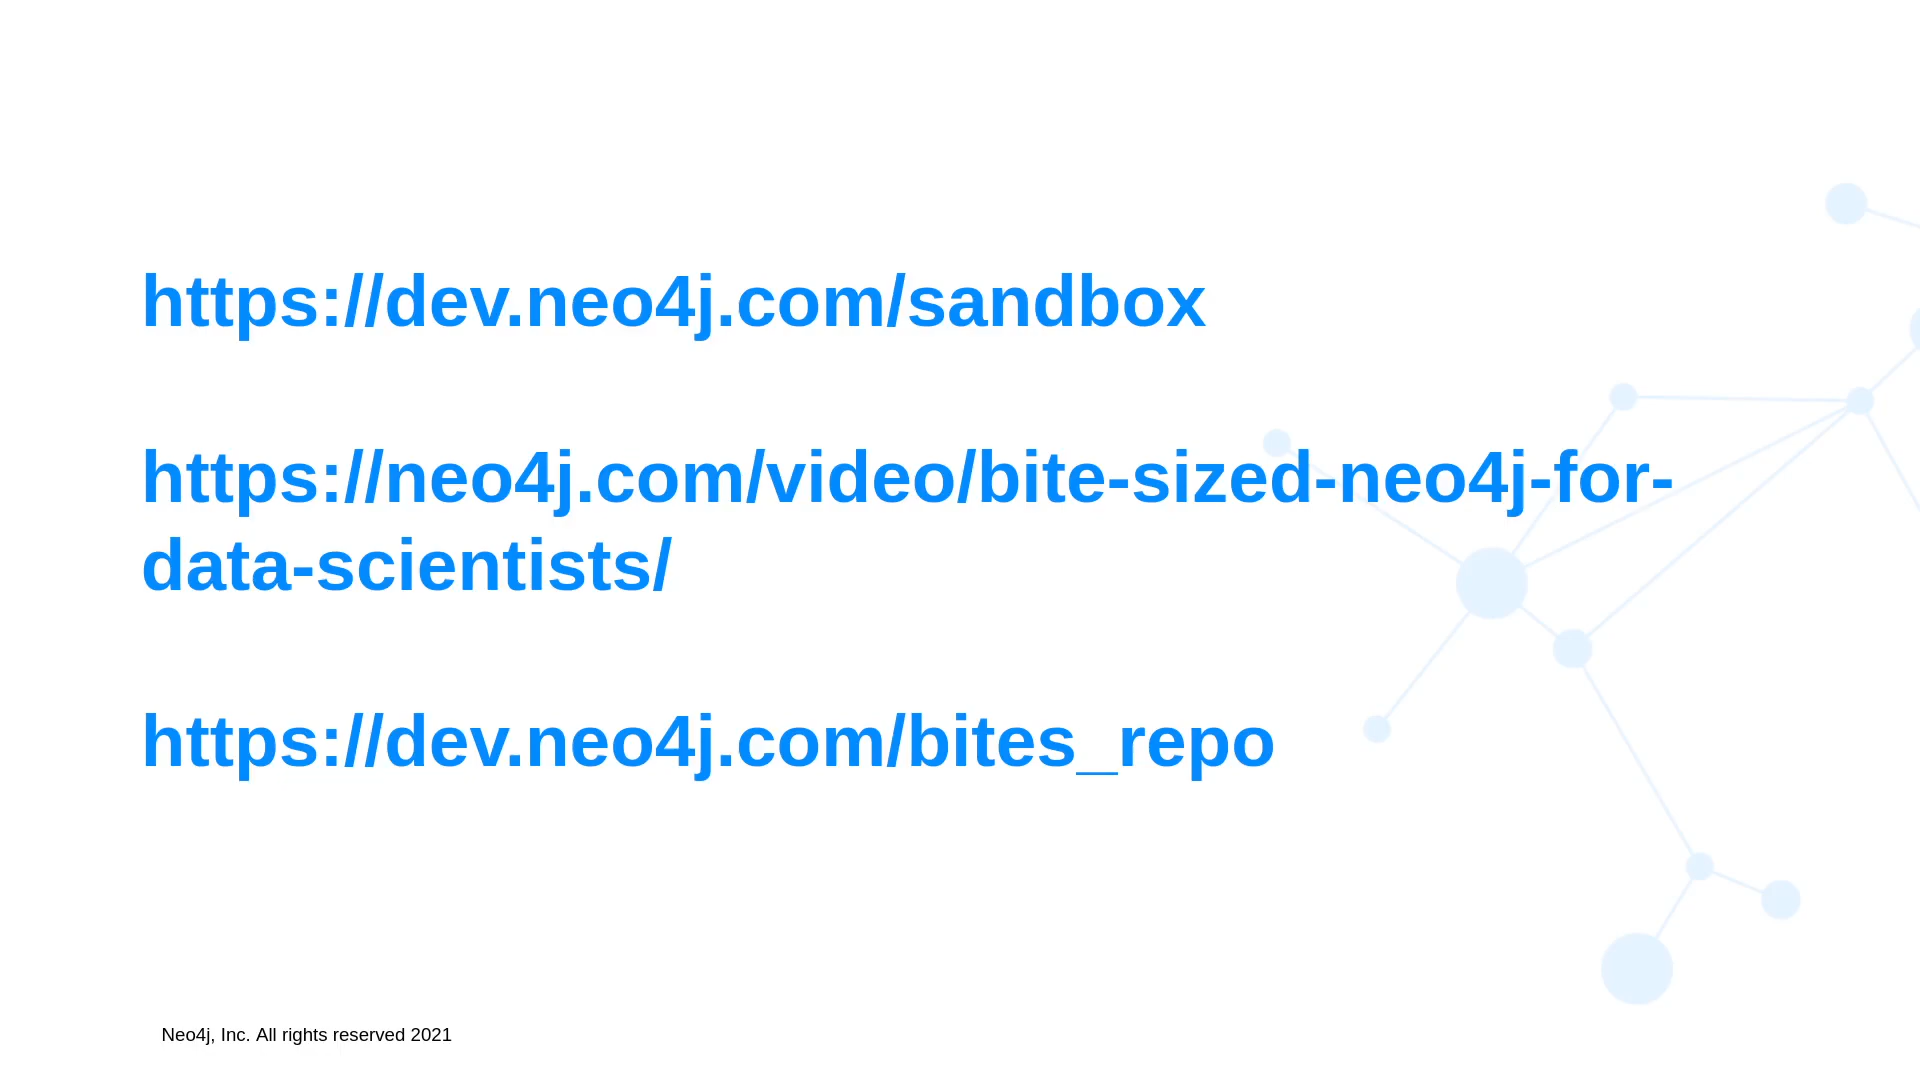 https://dev.neo4j.com/sandbox
https://neo4j.com/video/bite-sized-neo4j-for-
data-scientists/
https://dev.neo4j.com/bites_repo
Neo4j, Inc. All rights reserved 2021